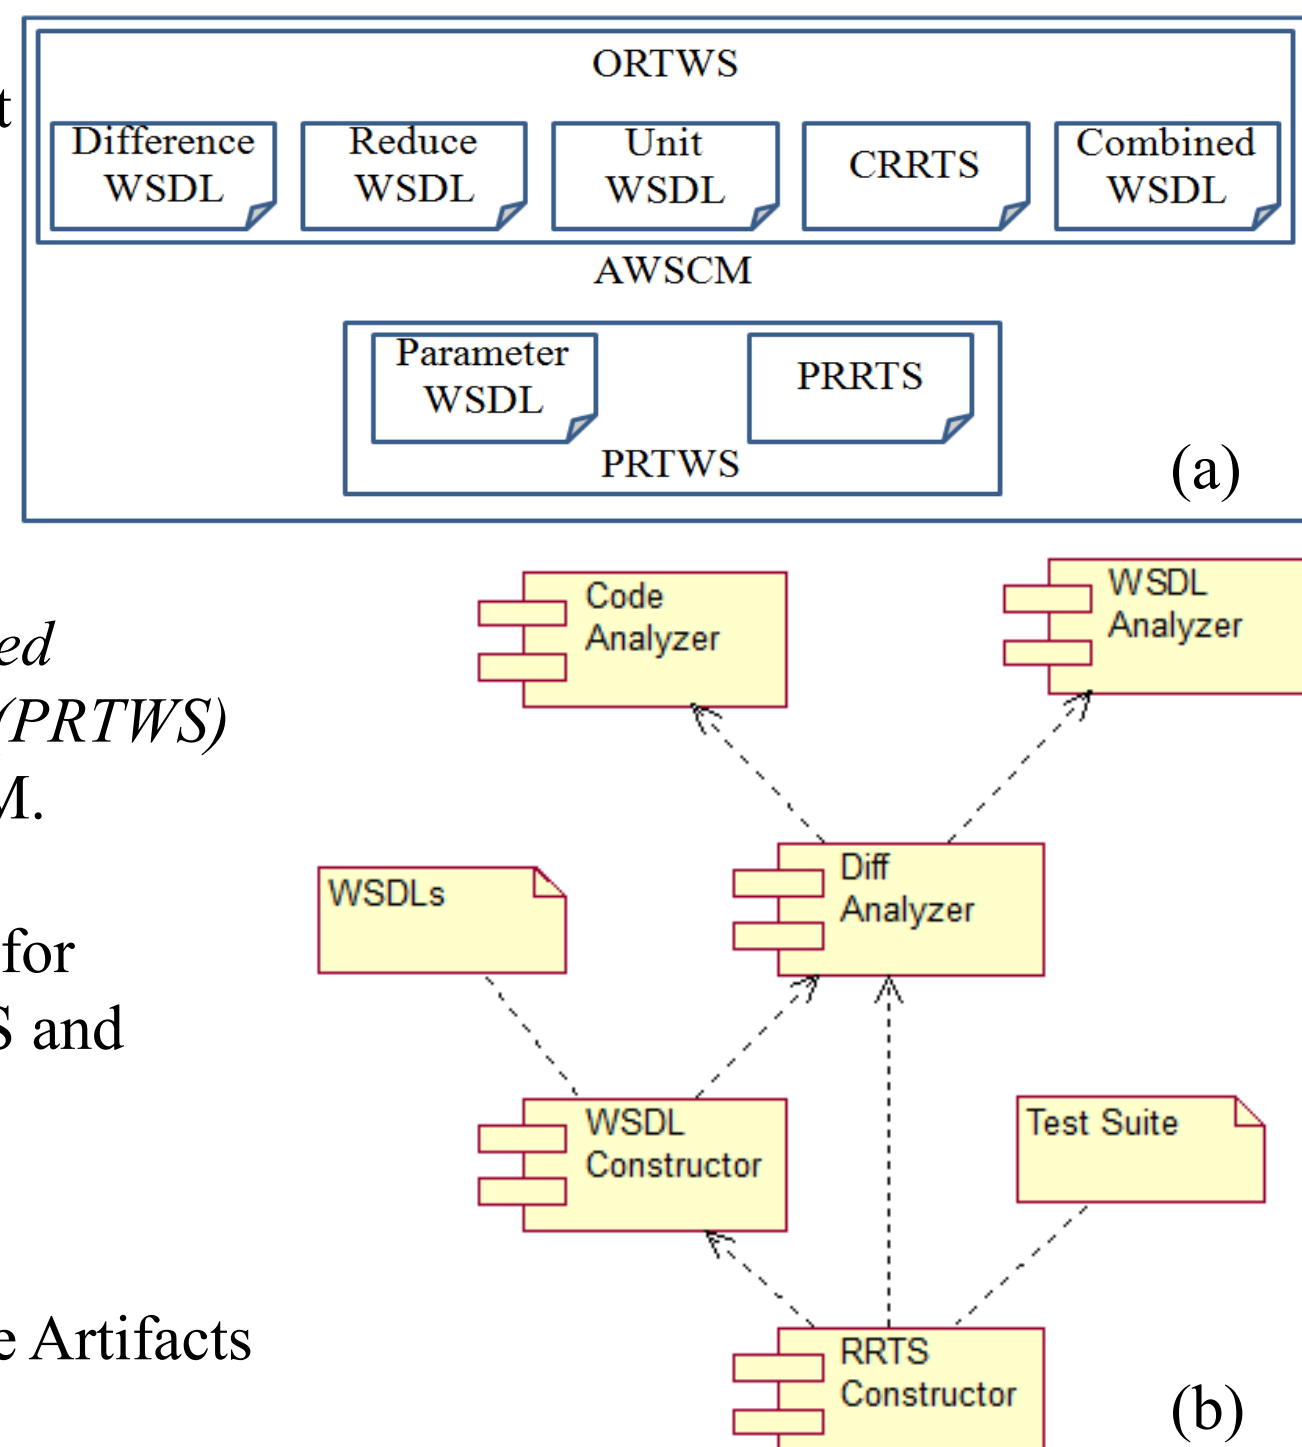 t
ORTWS
Difference
WSDL
Reduce
WSDL
Unit
WSDL
CRRTS
Combined
WSDL
AWSCM
Parameter
WSDL
PRRTS
PRTWS
(a)
ed
(PRTWS)
M.
for
S and
e Artifacts
Code
Analyzer
WSDL
Analyzer
Diff
Analyzer
WSDLs
WSDL
Constructor
Test Suite
RRTS
Constructor
(b)